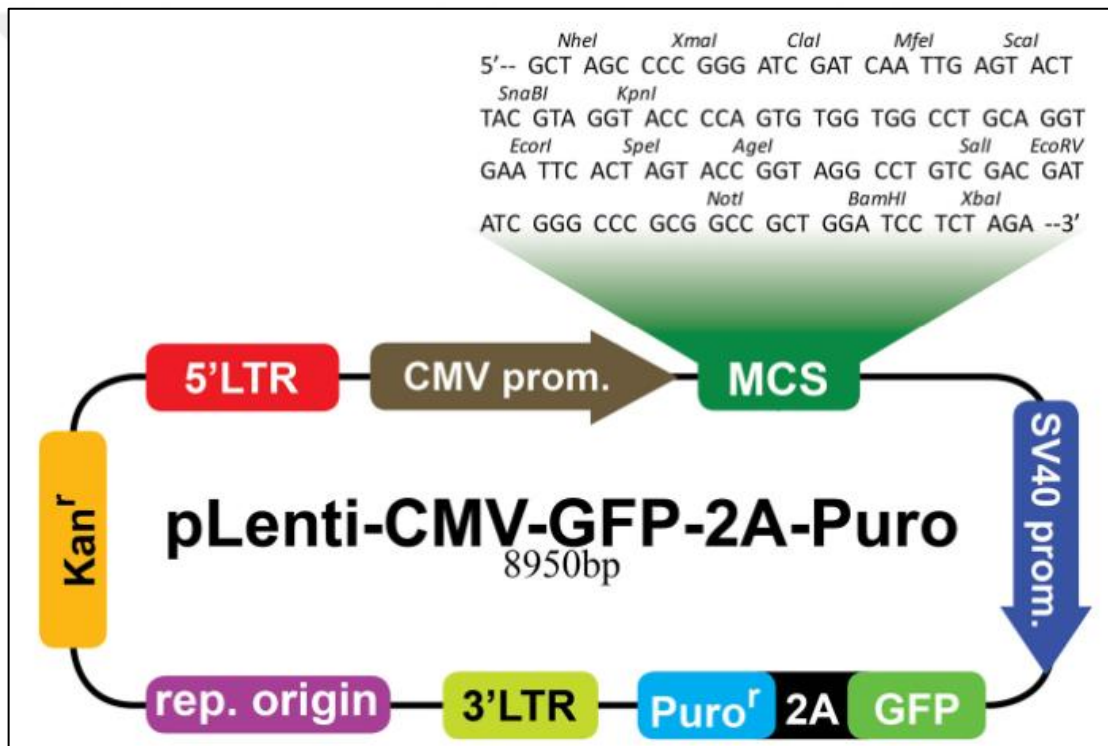 NheI XmaI ClaI MfeI ScaI
5’-- GCT AGC CCC GGG ATC GAT CAA TTG AGT ACT
SnaBI KpnI
TAC GTA GGT ACC CCA GTG TGG TGG CCT GCA GGT
EcorI SpeI AgeI SalI EcoRV
GAA TTC ACT AGT ACC GGT AGG CCT GTC GAC GAT
NotI BamHI XbaI
ATC GGG CCC GCG GCC GCT GGA TCC TCT AGA --3’
5’LTR
CMV prom.
MCS
SV40 prom.
Kanʳ
pLenti-CMV-GFP-2A-Puro
8950bp
rep. origin
3’LTR
Puroʳ
2A
GFP